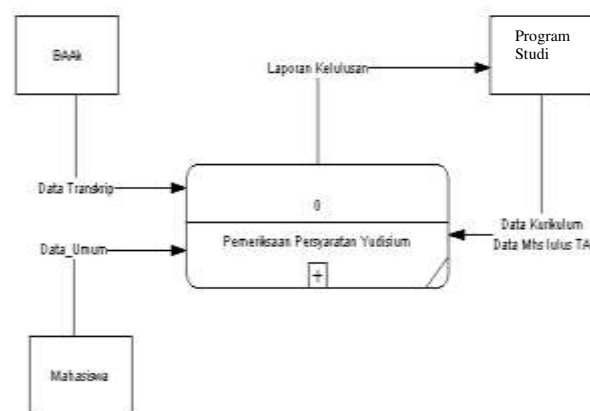 BAAk
Program
Studi
Laporan Kelulusan
Data Transkrip
0
Data_Umum
Pemeriksaan Persyaratan Yudisium
Data Kurikulum
Data Mhs lulus TA
+
Mahasiswa